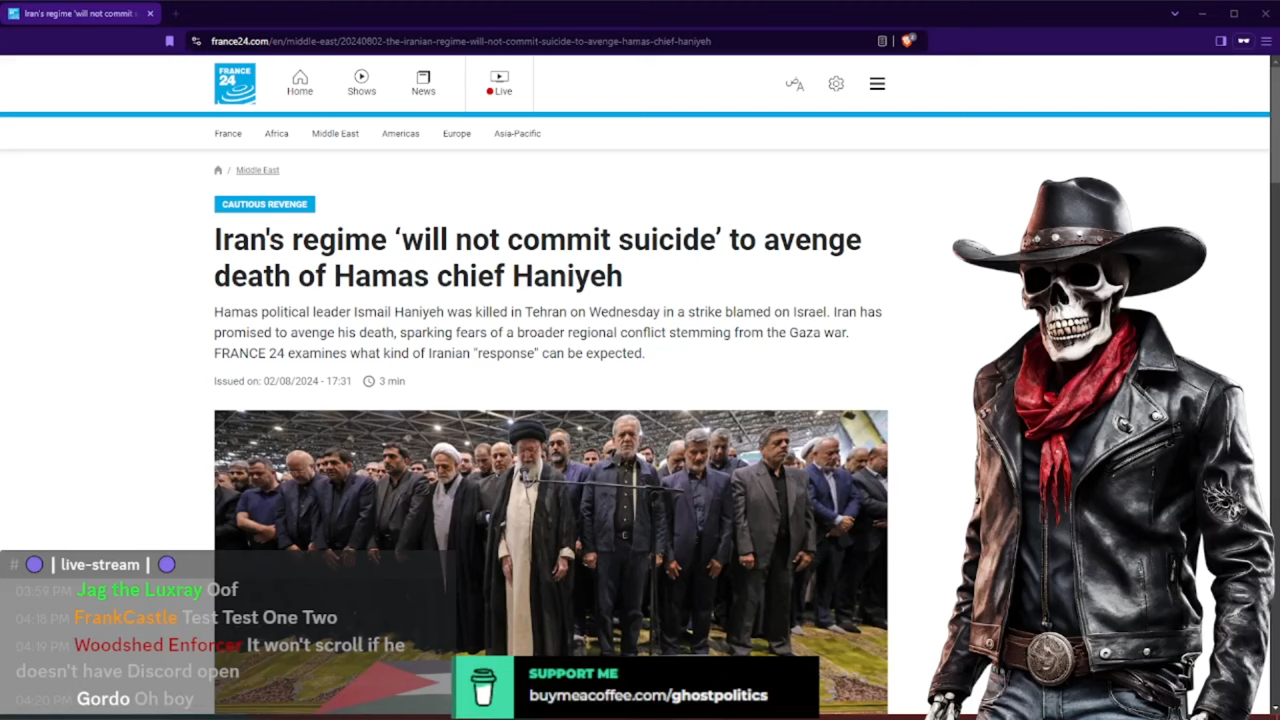 Iran's regime 'will not commit s
france24.com/en/middle-east/20240802-the-iranian-regime-will-not-commit-suicide-to-avenge-hamas-chief-haniyeh
FRANCE
24
Home
Shows
News
Live
France
Africa
Middle East
Americas
Europe
Asia-Pacific
/ Middle East
CAUTIOUS REVENGE
Iran's regime ‘will not commit suicide’ to avenge
death of Hamas chief Haniyeh
Hamas political leader Ismail Haniyeh was killed in Tehran on Wednesday in a strike blamed on Israel. Iran has
promised to avenge his death, sparking fears of a broader regional conflict stemming from the Gaza war.
FRANCE 24 examines what kind of Iranian "response" can be expected.
Issued on: 02/08/2024 - 17:31 3 min
# | live-stream |
03:59 PM Jag the Luxray Oof
04:18 PM FrankCastle Test Test One Two
04:19 PM Woodshed Enforcer It won't scroll if he
doesn't have Discord open
04:20 PM Gordo Oh boy
SUPPORT ME
buymeacoffee.com/ghostpolitics